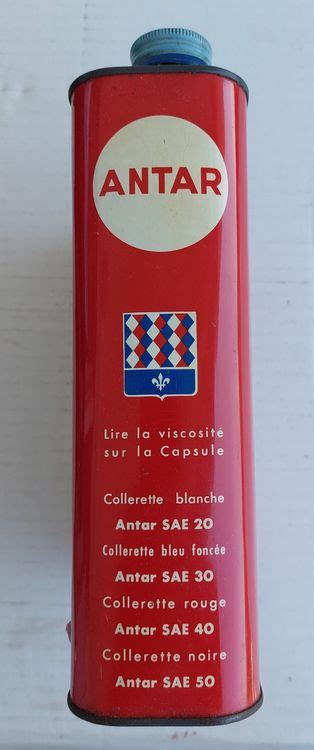 ANTAR
Lire la viscosité
sur la Capsule
Collerette blanche
Antar SAE 20
Collerette bleu foncée
Antar SAE 30
Collerette rouge
Antar SAE 40
Collerette noire
Antar SAE 50